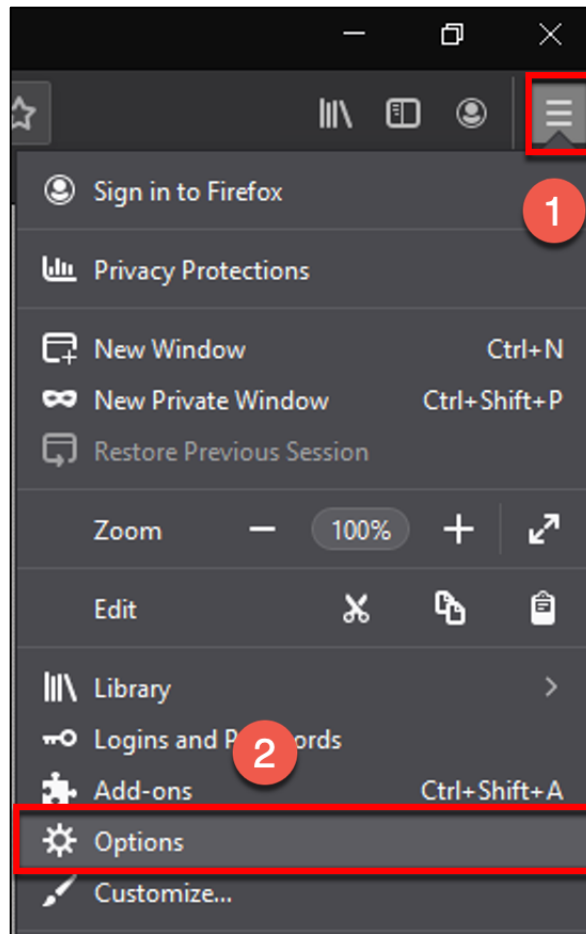 1
Sign in to Firefox
Privacy Protections
New Window Ctrl+N
New Private Window Ctrl+Shift+P
Restore Previous Session
Zoom − 100% +
Edit
Library
Logins and P ords
2
Add-ons Ctrl+Shift+A
Options
Customize...